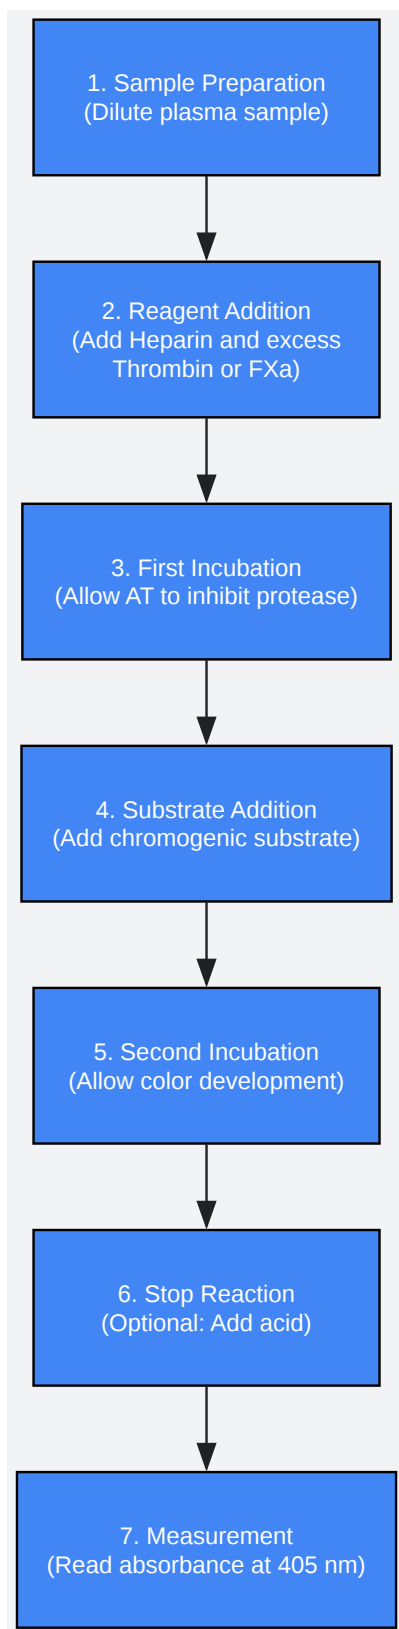 1. Sample Preparation
(Dilute plasma sample)
2. Reagent Addition
(Add Heparin and excess
Thrombin or FXa)
3. First Incubation
(Allow AT to inhibit protease)
4. Substrate Addition
(Add chromogenic substrate)
5. Second Incubation
(Allow color development)
6. Stop Reaction
(Optional: Add acid)
7. Measurement
(Read absorbance at 405 nm)